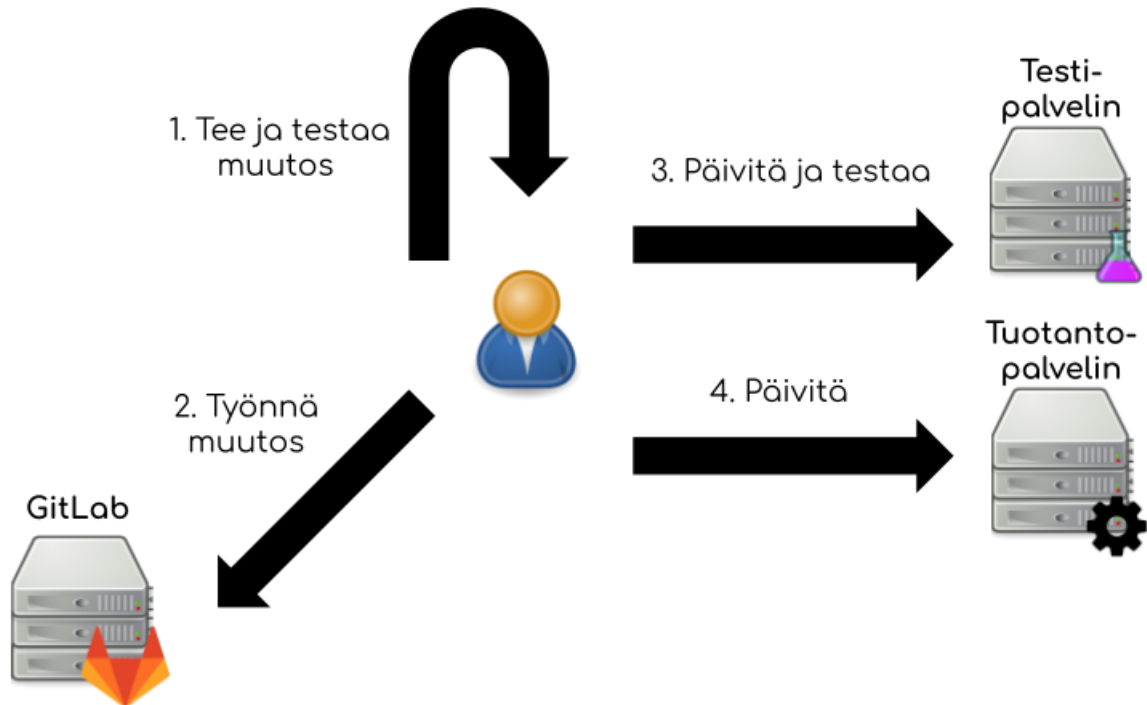 1. Tee ja testaa
muutos
2. Työnnä
muutos
3. Päivitä ja testaa
4. Päivitä
Testi-
palvelin
Tuotanto-
palvelin
GitLab